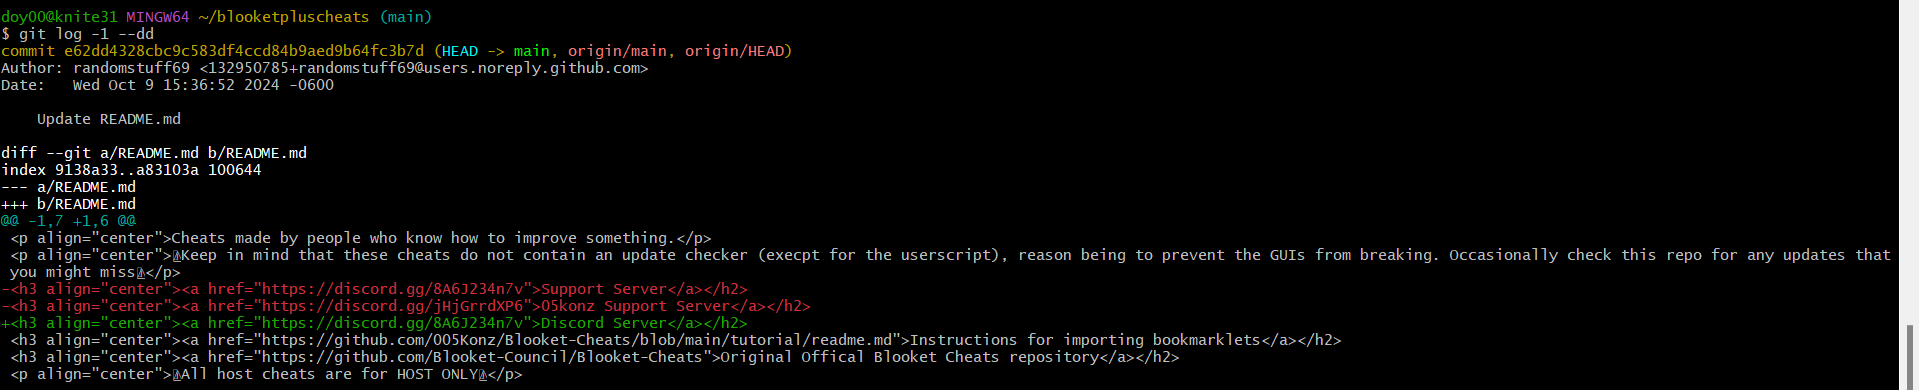 doy00@knite31 MINGW64 ~/blooketpluscheats (main)
$ git log -1 --dd
commit e62dd4328cbc9c583df4ccd84b9aed9b64fc3b7d (HEAD -> main, origin/main, origin/HEAD)
Author: randomstuff69 <132950785+randomstuff69@users.noreply.github.com>
Date:   Wed Oct 9 15:36:52 2024 -0600
    Update README.md
diff --git a/README.md b/README.md
index 9138a33..a83103a 100644
--- a/README.md
+++ b/README.md
@@ -1,7 +1,6 @@
 <p align="center">Cheats made by people who know how to improve something.</p>
 <p align="center">⚠Keep in mind that these cheats do not contain an update checker (execpt for the userscript), reason being to prevent the GUIs from breaking. Occasionally check this repo for any updates that
 you might miss⚠</p>
-<h3 align="center"><a href="https://discord.gg/8A6J234n7v">Support Server</a></h2>
-<h3 align="center"><a href="https://discord.gg/jHjGrrdXP6">O5konz Support Server</a></h2>
+<h3 align="center"><a href="https://discord.gg/8A6J234n7v">Discord Server</a></h2>
 <h3 align="center"><a href="https://github.com/OO5Konz/Blooket-Cheats/blob/main/tutorial/readme.md">Instructions for importing bookmarklets</a></h2>
 <h3 align="center"><a href="https://github.com/Blooket-Council/Blooket-Cheats">Original Offical Blooket Cheats repository</a></h2>
 <p align="center">⚠All host cheats are for HOST ONLY⚠</p>